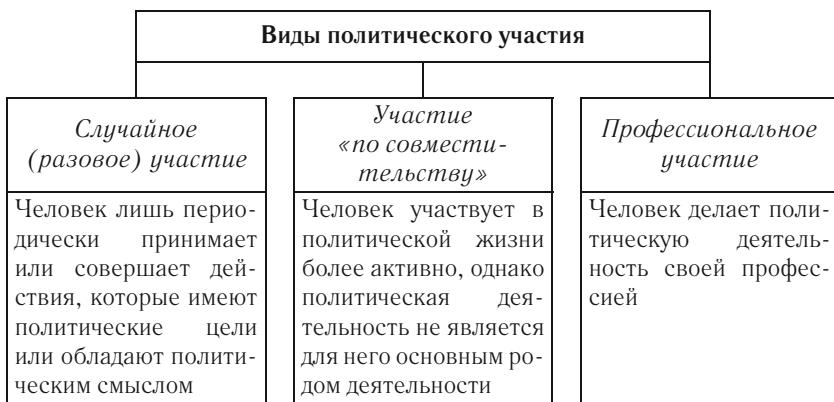 Виды политического участия
Случайное
(разовое) участие
Человек лишь перио-
дически принимает
или совершает дей-
ствия, которые имеют
политические цели
или обладают полити-
ческим смыслом
Участие
«по совмести-
тельству»
Человек участвует в
политической жизни
более активно, однако
политическая дея-
тельность не является
для него основным ро-
дом деятельности
Профессиональное
участие
Человек делает поли-
тическую деятель-
ность своей профес-
сией